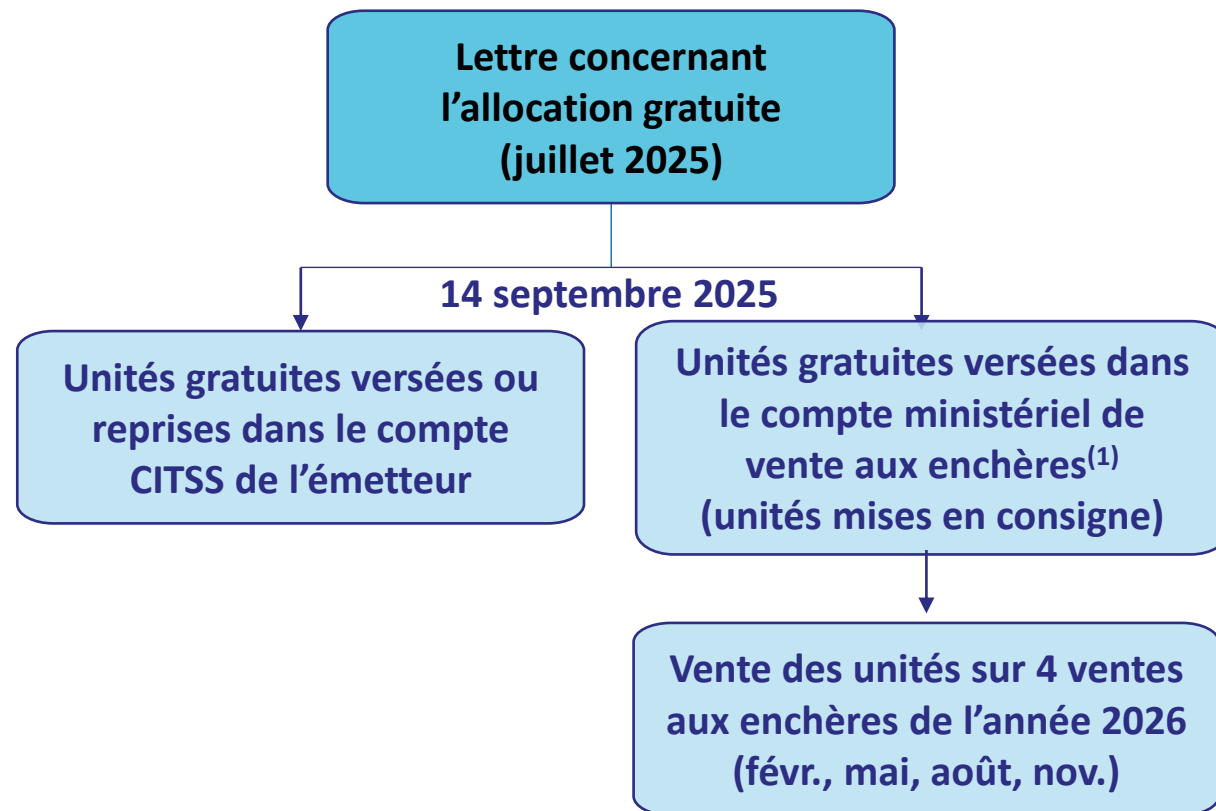 Lettre concernant
l’allocation gratuite
(juillet 2025)
14 septembre 2025
Unités gratuites versées ou
reprises dans le compte
CITSS de l’émetteur
Unités gratuites versées dans
le compte ministériel de
vente aux enchères(1)
(unités mises en consigne)
Vente des unités sur 4 ventes
aux enchères de l’année 2026
(févr., mai, août, nov.)